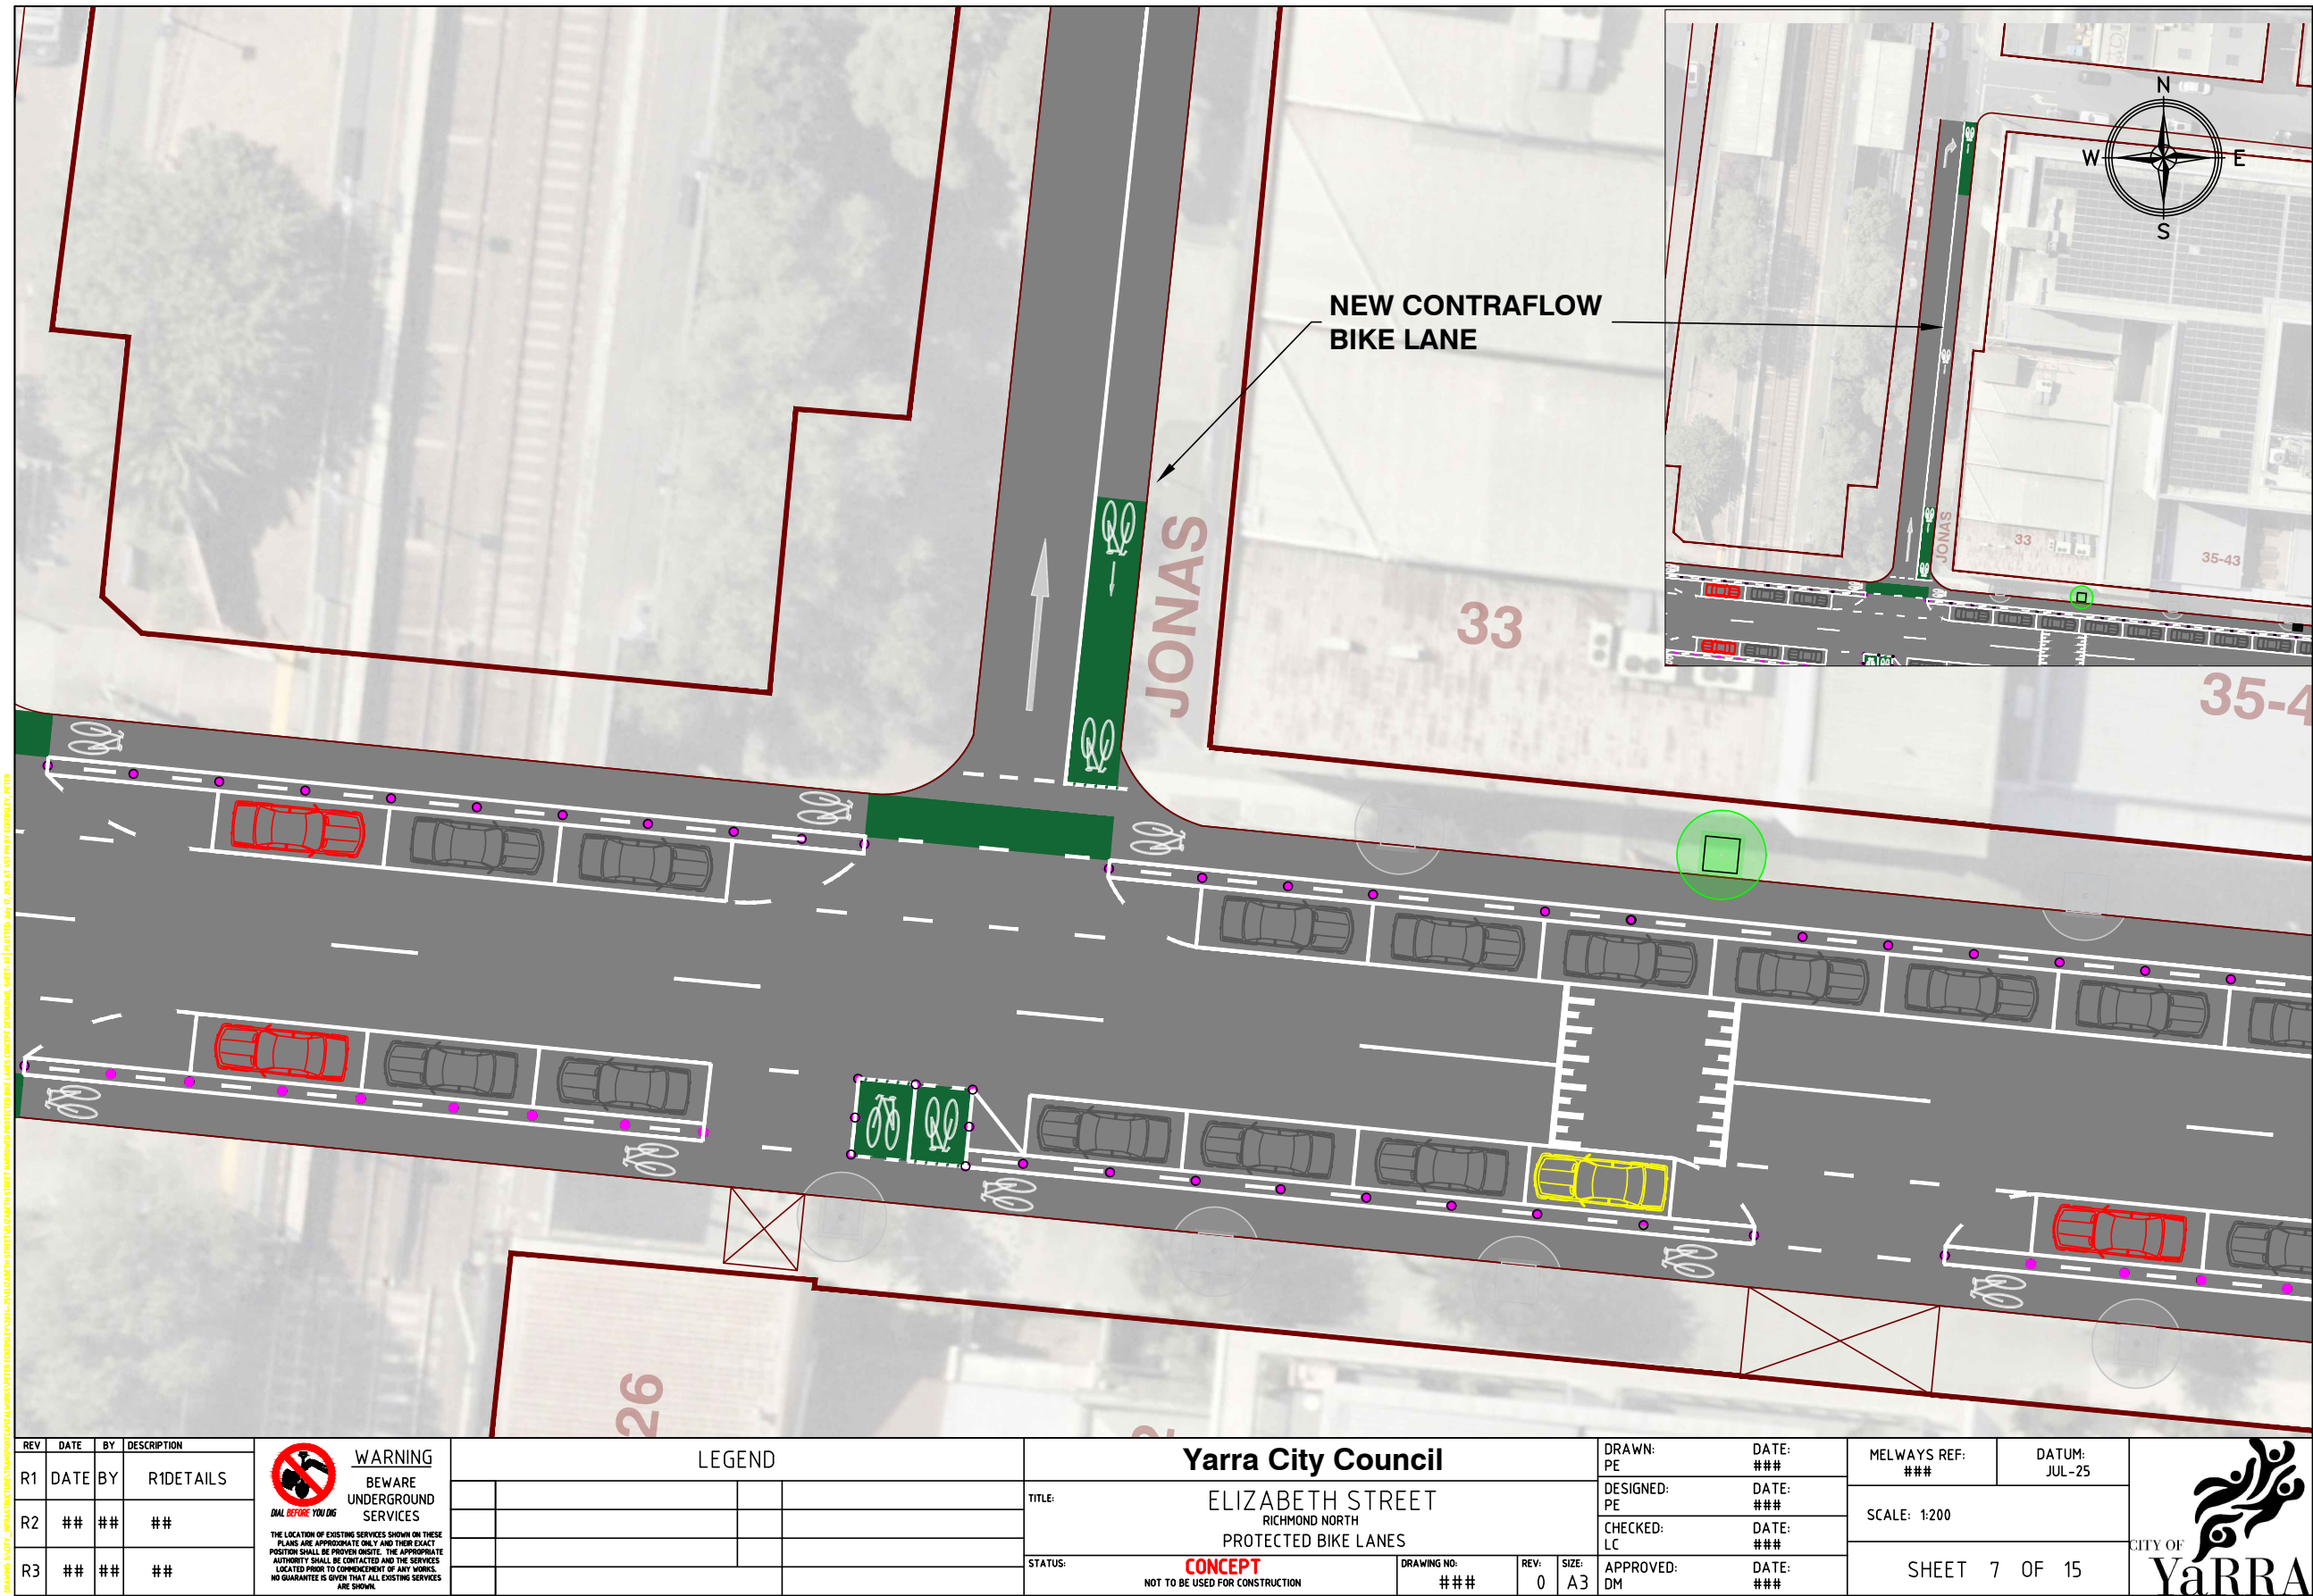 NEW CONTRAFLOW
BIKE LANE
N
W
E
S
JONAS
33
35-43
JONAS
33
35-4
26
REV
DATE
BY
DESCRIPTION
R1
DATE
BY
R1DETAILS
R2
##
##
##
R3
##
##
##
DIAL BEFORE YOU DIG
WARNING
BEWARE
UNDERGROUND
SERVICES
THE LOCATION OF EXISTING SERVICES SHOWN ON THESE
PLANS ARE APPROXIMATE ONLY AND THEIR EXACT
POSITION SHALL BE PROVEN ONSITE. THE APPROPRIATE
AUTHORITY SHALL BE CONTACTED AND THE SERVICES
LOCATED PRIOR TO COMMENCEMENT OF ANY WORKS.
NO GUARANTEE IS GIVEN THAT ALL EXISTING SERVICES
ARE SHOWN.
LEGEND
Yarra City Council
TITLE:
ELIZABETH STREET
RICHMOND NORTH
PROTECTED BIKE LANES
STATUS:
CONCEPT
NOT TO BE USED FOR CONSTRUCTION
DRAWING NO:
###
REV:
0
SIZE:
A3
DRAWN:
PE
DATE:
###
DESIGNED:
PE
DATE:
###
CHECKED:
LC
DATE:
###
APPROVED:
DM
DATE:
###
MELWAYS REF:
###
DATUM:
JUL-25
SCALE: 1:200
SHEET 7 OF 15
CITY OF
YaRRA